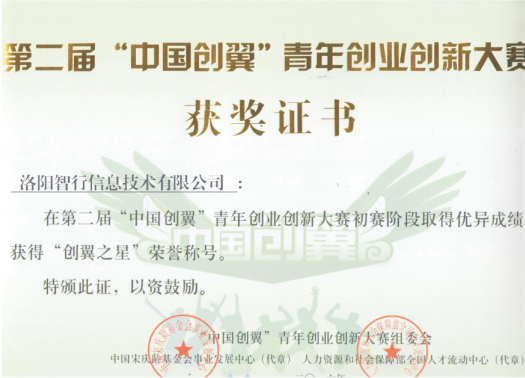 第二届“中国创翼”青年创业创新大赛
获奖证书
洛阳智行信息技术有限公司：
在第二届“中国创翼”青年创业创新大赛初赛阶段取得优异成绩
获得“创翼之星”荣誉称号。
特颁此证，以资鼓励。
中国创翼
“中国创翼”青年创业创新大赛组委会
中国宋庆龄基金会事业发展中心（代章） 人力资源和社会保障部全国人才流动中心（代章）